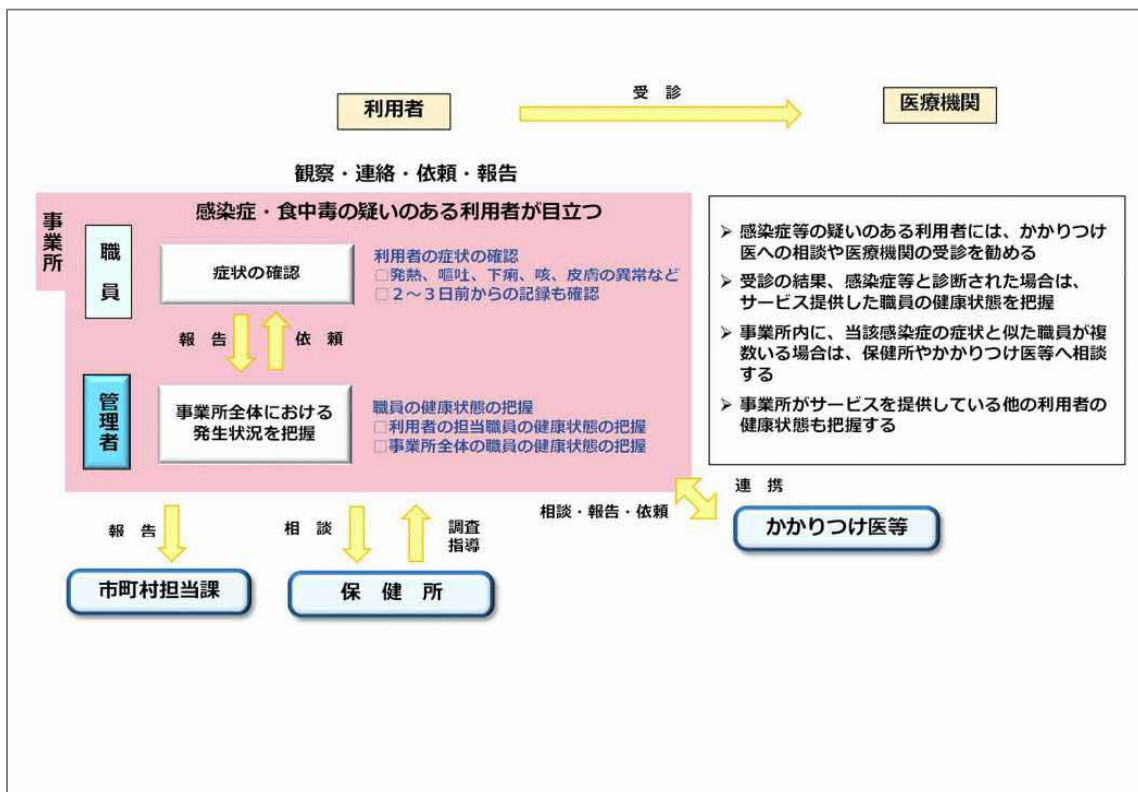 利用者
受　診
医療機関
観察・連絡・依頼・報告
事業所
感染症・食中毒の疑いのある利用者が目立つ
職員
症状の確認
利用者の症状の確認
□発熱、嘔吐、下痢、咳、皮膚の異常など
□２～３日前からの記録も確認
報　告
依　頼
管理者
事業所全体における
発生状況を把握
職員の健康状態の把握
□利用者の担当職員の健康状態の把握
□事業所全体の職員の健康状態の把握
➢ 感染症等の疑いのある利用者には、かかりつけ
医への相談や医療機関の受診を勧める
➢ 受診の結果、感染症等と診断された場合は、
サービス提供した職員の健康状態を把握
➢ 事業所内に、当該感染症の症状と似た職員が複
数いる場合は、保健所やかかりつけ医等へ相談
する
➢ 事業所がサービスを提供している他の利用者の
健康状態も把握する
報　告
相　談
調査
指導
相談・報告・依頼
連　携
かかりつけ医等
市町村担当課
保　健　所